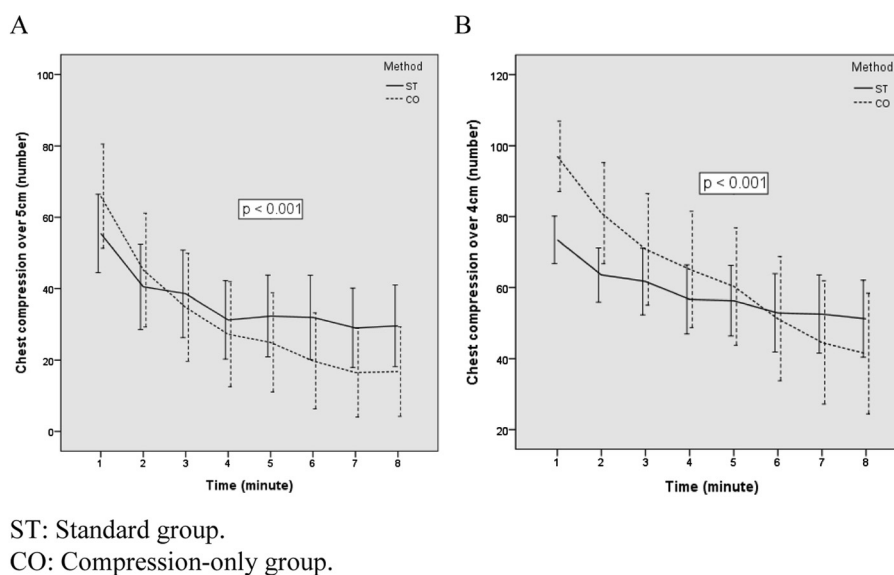 A
Method
ST
CO
Chest compression over 5cm (number)
100
80
60
40
20
0
p < 0.001
1 2 3 4 5 6 7 8
Time (minute)
B
Method
ST
CO
Chest compression over 4cm (number)
120
100
80
60
40
20
p < 0.001
1 2 3 4 5 6 7 8
Time (minute)
ST: Standard group.
CO: Compression-only group.